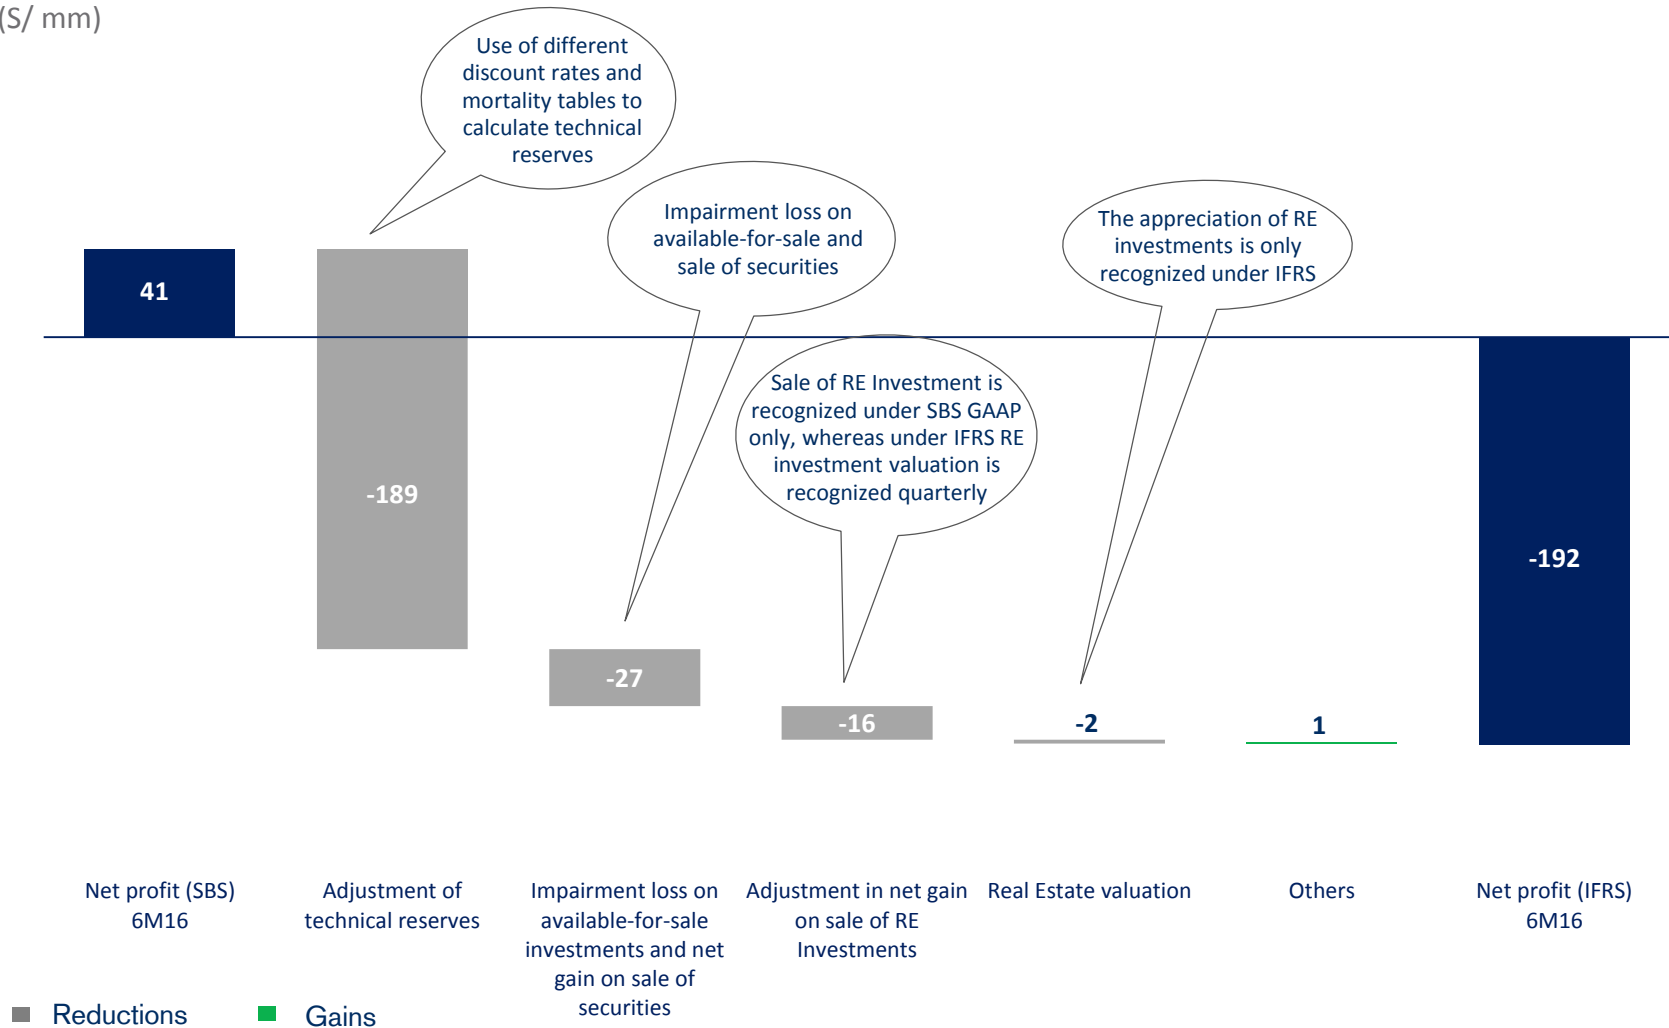 (S/ mm)
Use of different
discount rates and
mortality tables to
calculate technical
reserves
Impairment loss on
available-for-sale and
sale of securities
The appreciation of RE
investments is only
recognized under IFRS
Sale of RE Investment is
recognized under SBS GAAP
only, whereas under IFRS RE
investment valuation is
recognized quarterly
41
-189
-27
-16
-2
1
-192
Net profit (SBS)
6M16
Adjustment of
technical reserves
Impairment loss on
available-for-sale
investments and net
gain on sale of
securities
Adjustment in net gain
on sale of RE
Investments
Real Estate valuation
Others
Net profit (IFRS)
6M16
Reductions
Gains